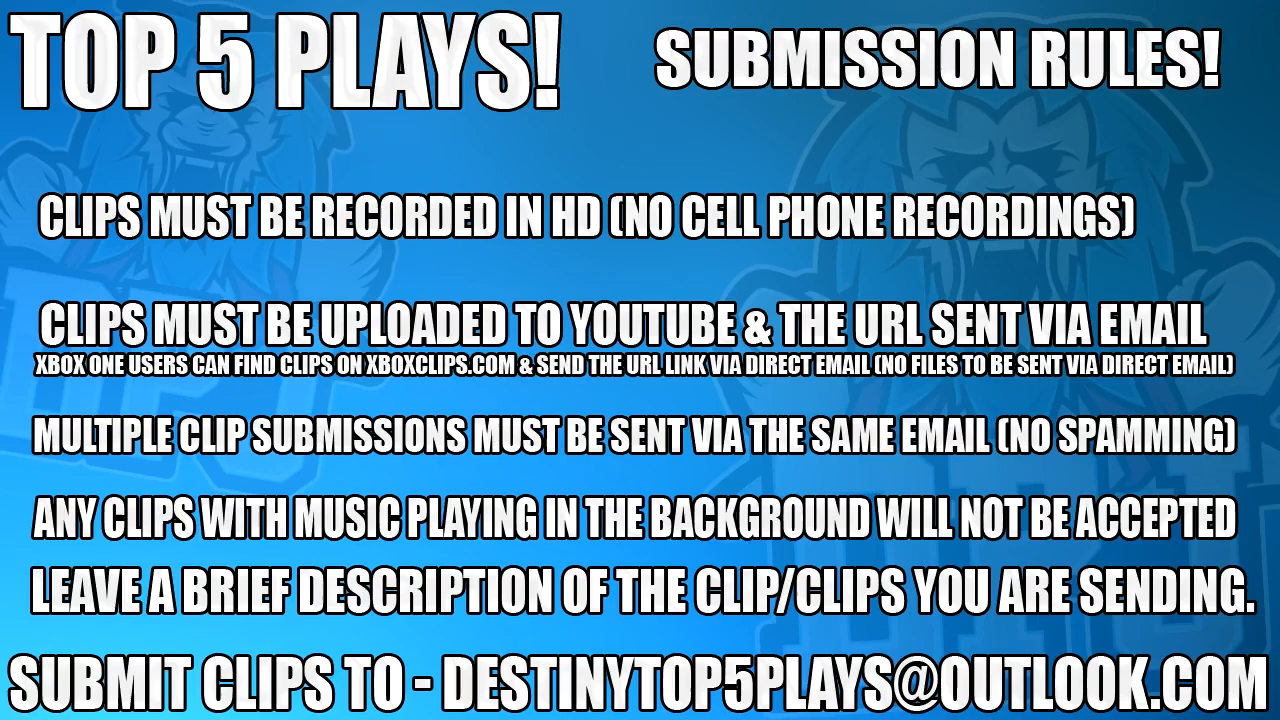 TOP 5 PLAYS!
SUBMISSION RULES!
CLIPS MUST BE RECORDED IN HD (NO CELL PHONE RECORDINGS)
CLIPS MUST BE UPLOADED TO YOUTUBE & THE URL SENT VIA EMAIL
XBOX ONE USERS CAN FIND CLIPS ON XBOXCLIPS.COM & SEND THE URL LINK VIA DIRECT EMAIL (NO FILES TO BE SENT VIA DIRECT EMAIL)
MULTIPLE CLIP SUBMISSIONS MUST BE SENT VIA THE SAME EMAIL (NO SPAMMING)
ANY CLIPS WITH MUSIC PLAYING IN THE BACKGROUND WILL NOT BE ACCEPTED
LEAVE A BRIEF DESCRIPTION OF THE CLIP/CLIPS YOU ARE SENDING.
SUBMIT CLIPS TO - DESTINYTOP5PLAYS@OUTLOOK.COM